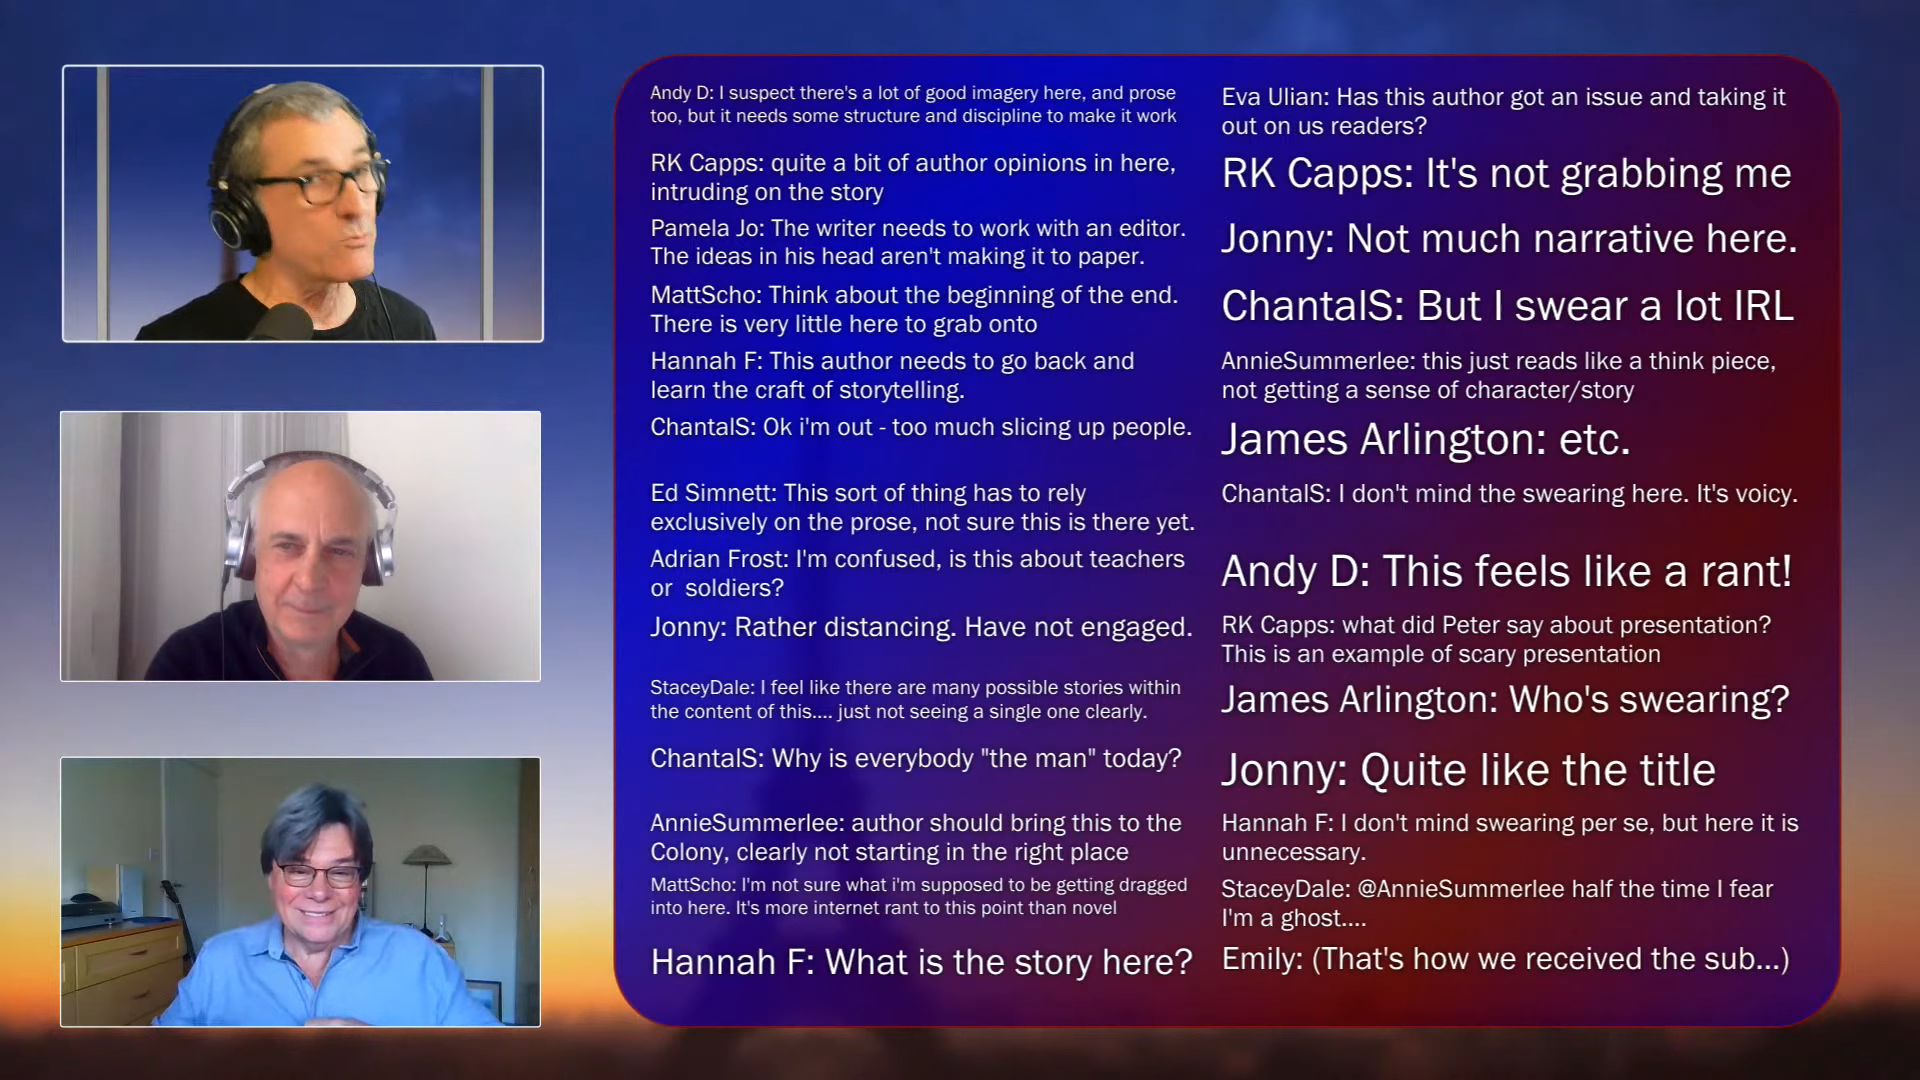 Andy D: I suspect there's a lot of good imagery here, and prose
too, but it needs some structure and discipline to make it work
RK Capps: quite a bit of author opinions in here,
intruding on the story
Pamela Jo: The writer needs to work with an editor.
The ideas in his head aren't making it to paper.
MattScho: Think about the beginning of the end.
There is very little here to grab onto
Hannah F: This author needs to go back and
learn the craft of storytelling.
ChantalS: Ok i'm out - too much slicing up people.
Ed Simnett: This sort of thing has to rely
exclusively on the prose, not sure this is there yet.
Adrian Frost: I'm confused, is this about teachers
or  soldiers?
Jonny: Rather distancing. Have not engaged.
StaceyDale: I feel like there are many possible stories within
the content of this.... just not seeing a single one clearly.
ChantalS: Why is everybody "the man" today?
AnnieSummerlee: author should bring this to the
Colony, clearly not starting in the right place
MattScho: I'm not sure what i'm supposed to be getting dragged
into here. It's more internet rant to this point than novel
Hannah F: What is the story here?
Eva Ulian: Has this author got an issue and taking it
out on us readers?
RK Capps: It's not grabbing me
Jonny: Not much narrative here.
ChantalS: But I swear a lot IRL
AnnieSummerlee: this just reads like a think piece,
not getting a sense of character/story
James Arlington: etc.
ChantalS: I don't mind the swearing here. It's voicy.
Andy D: This feels like a rant!
RK Capps: what did Peter say about presentation?
This is an example of scary presentation
James Arlington: Who's swearing?
Jonny: Quite like the title
Hannah F: I don't mind swearing per se, but here it is
unnecessary.
StaceyDale: @AnnieSummerlee half the time I fear
I'm a ghost....
Emily: (That's how we received the sub...)